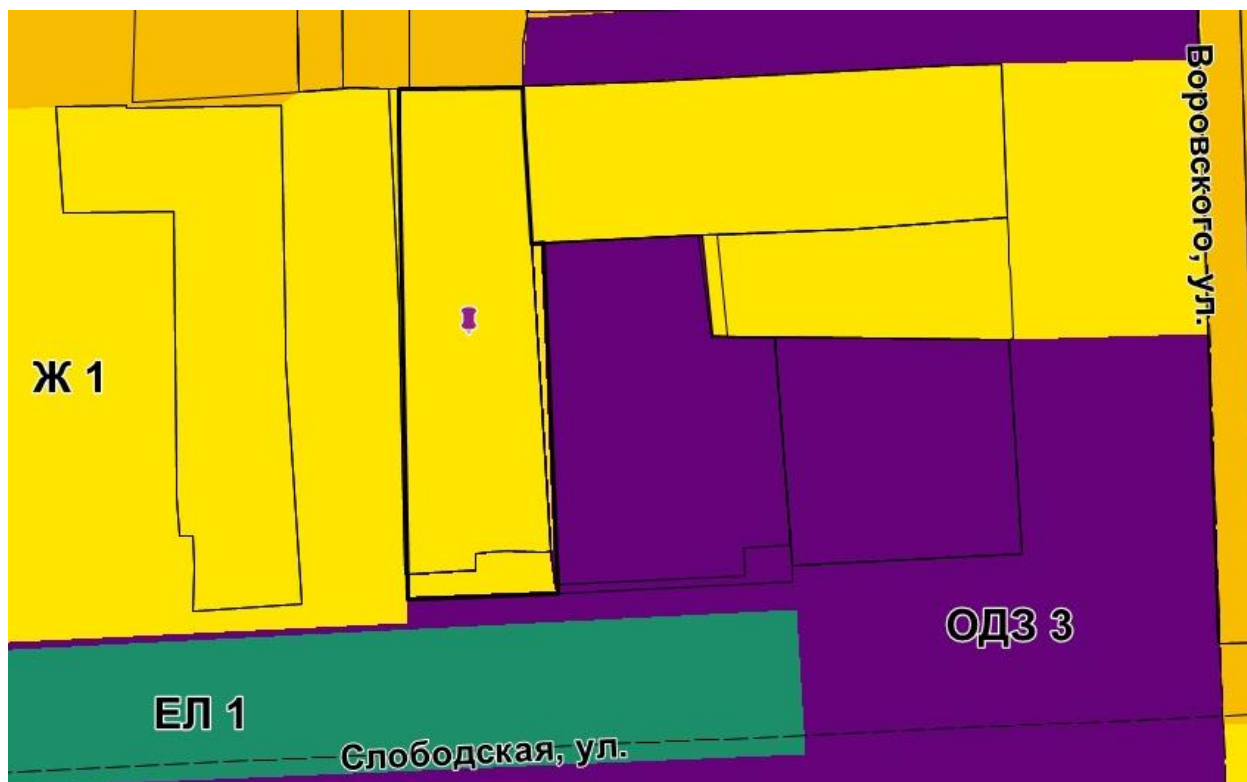 Воровского, ул.
Ж 1
ОДЗ 3
ЕЛ 1
Слободская, ул.